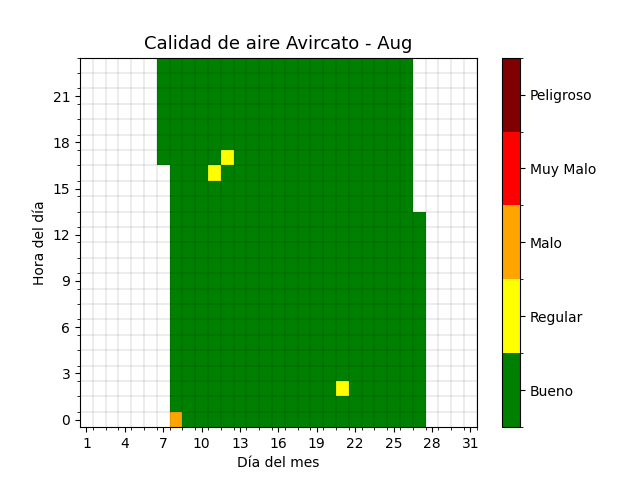 Calidad de aire Avircato - Aug
Hora del día
21
18
15
12
9
6
3
0
1 4 7 10 13 16 19 22 25 28 31
Día del mes
Peligroso
Muy Malo
Malo
Regular
Bueno